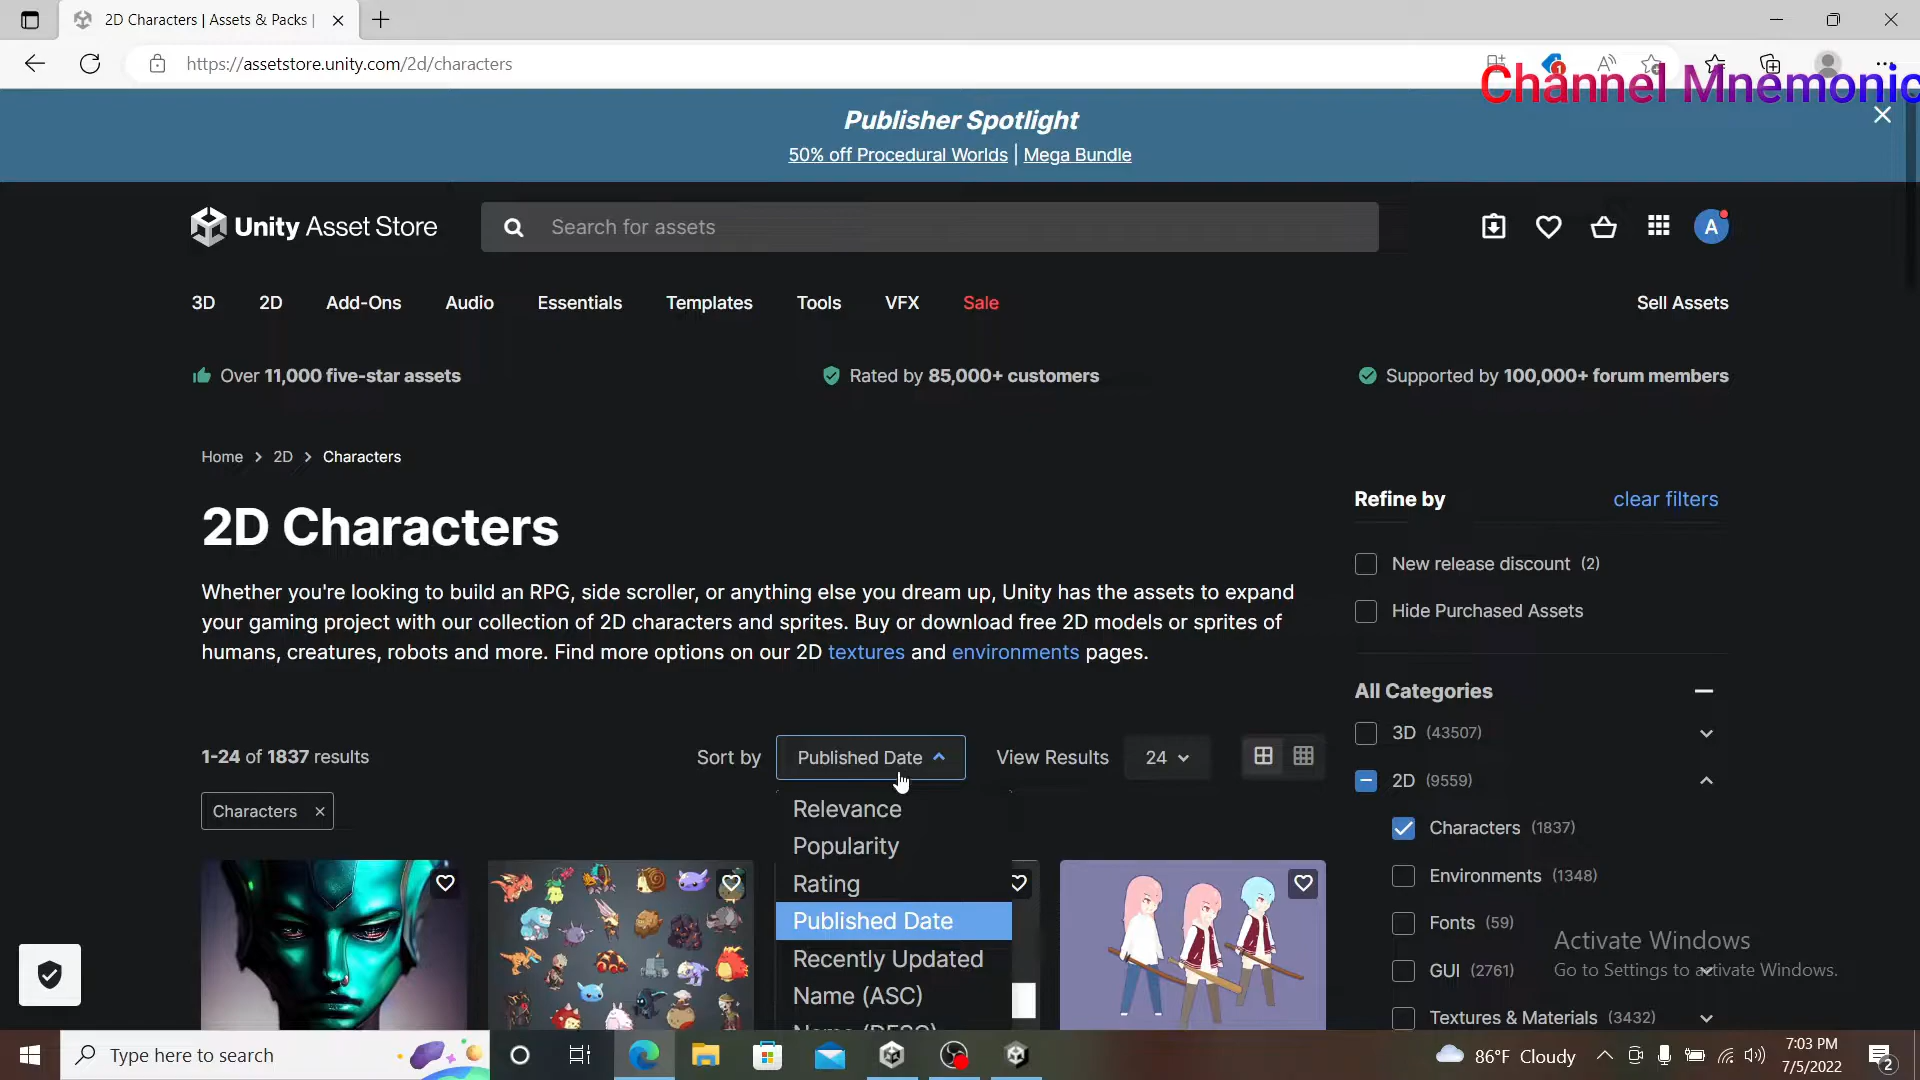 2D Characters | Assets & Packs |
https://assetstore.unity.com/2d/characters
Channel Mnemonic
Publisher Spotlight
50% off Procedural Worlds | Mega Bundle
Unity Asset Store
Search for assets
A
3D 2D Add-Ons Audio Essentials Templates Tools VFX Sale Sell Assets
Over 11,000 five-star assets
Rated by 85,000+ customers
Supported by 100,000+ forum members
Home > 2D > Characters
2D Characters
Whether you're looking to build an RPG, side scroller, or anything else you dream up, Unity has the assets to expand
your gaming project with our collection of 2D characters and sprites. Buy or download free 2D models or sprites of
humans, creatures, robots and more. Find more options on our 2D textures and environments pages.
1-24 of 1837 results
Sort by Published Date
View Results 24
Characters ×
Relevance
Popularity
Rating
Published Date
Recently Updated
Name (ASC)
Name (DESC)
Refine by clear filters
New release discount (2)
Hide Purchased Assets
All Categories
3D (43507)
2D (9559)
Characters (1837)
Environments (1348)
Fonts (59)
GUI (2761)
Textures & Materials (3432)
Activate Windows
Go to Settings to activate Windows.
Type here to search
86°F Cloudy
7:03 PM
7/5/2022
2